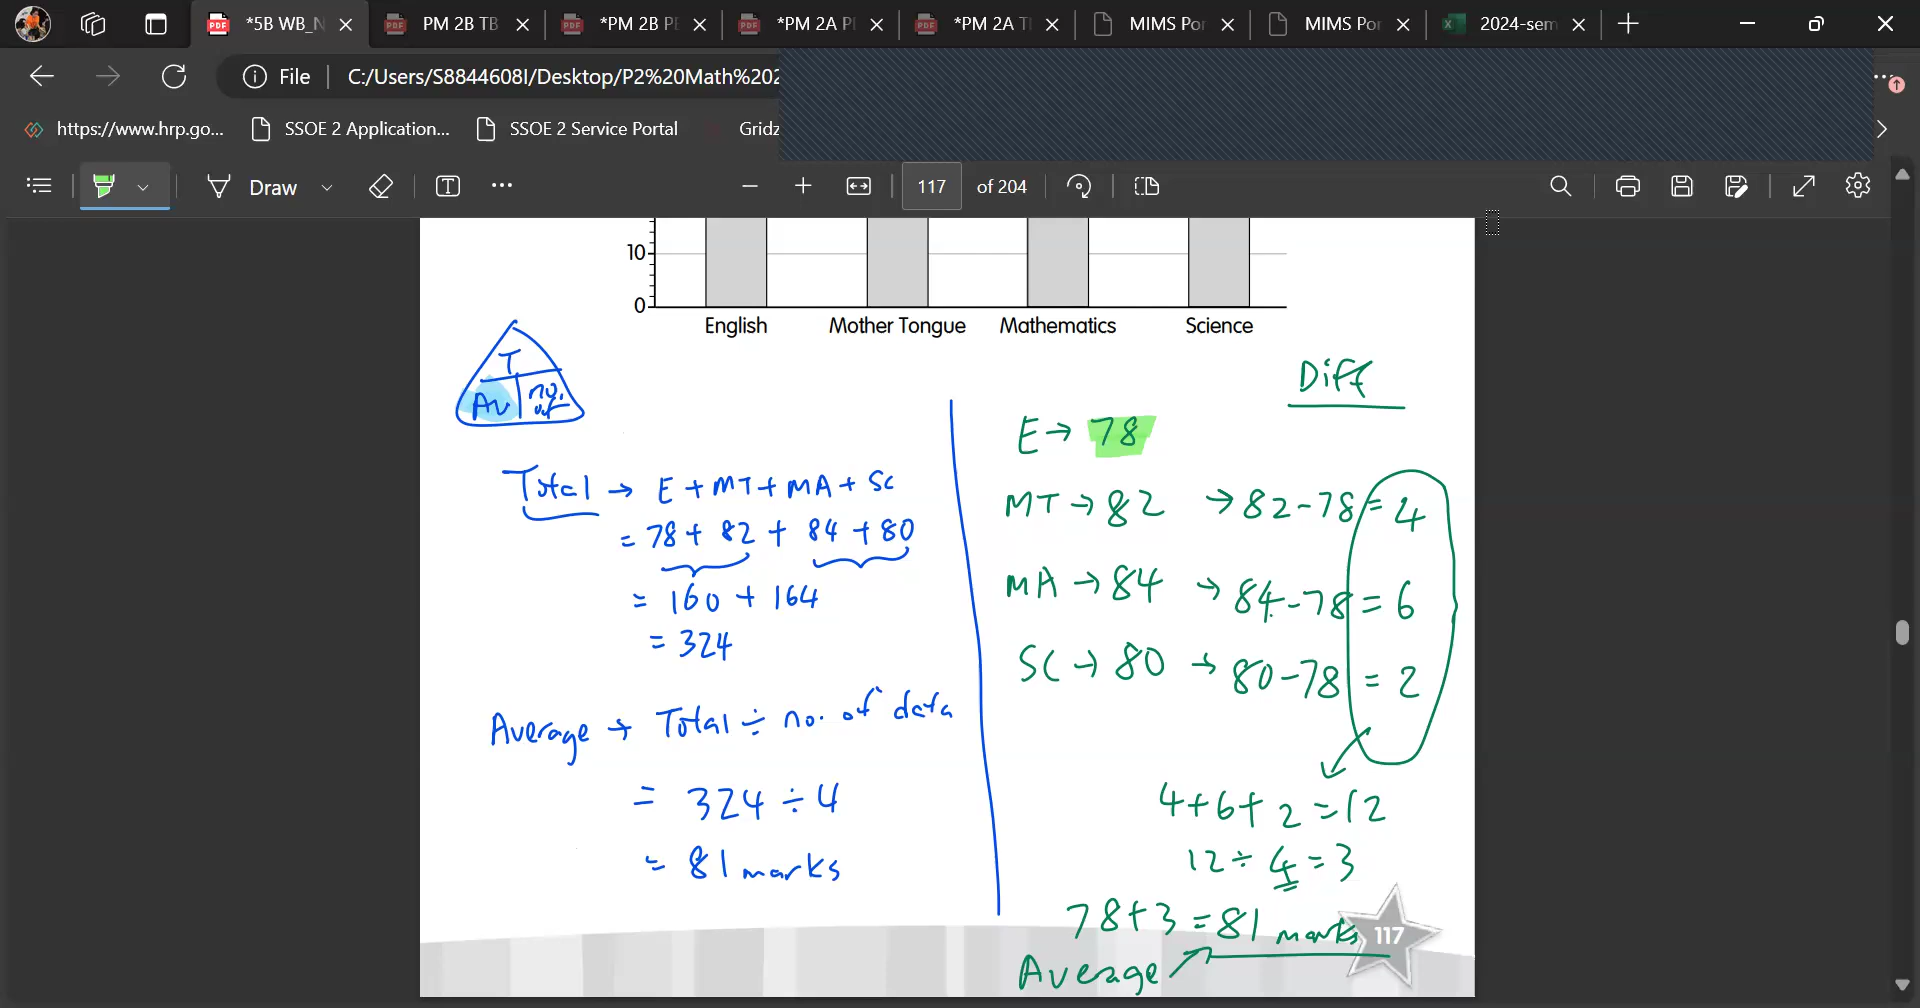 *5B WB_N
PM 2B TB
*PM 2B PE
*PM 2A PI
*PM 2A TI
MIMS Por
MIMS Por
2024-sem
File
C:/Users/S8844608I/Desktop/P2%20Math%202
https://www.hrp.go...
SSOE 2 Application...
SSOE 2 Service Portal
Gridz
Draw
117 of 204
10
0
English Mother Tongue Mathematics Science
T
Av no. of
Total → E + MT + MA + SC
= 78 + 82 + 84 + 80
= 160 + 164
= 324
Average → Total ÷ no. of data
= 324 ÷ 4
= 81 marks
Diff
E → 78
MT → 82 → 82 - 78 = 4
MA → 84 → 84 - 78 = 6
SC → 80 → 80 - 78 = 2
4 + 6 + 2 = 12
12 ÷ 4 = 3
78 + 3 = 81 marks
Average
117